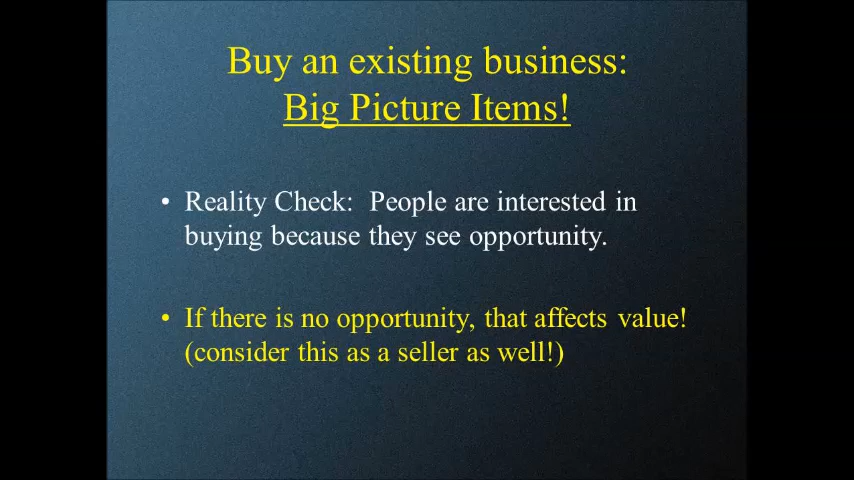 Buy an existing business:
Big Picture Items!
• Reality Check:  People are interested in
buying because they see opportunity.
• If there is no opportunity, that affects value!
(consider this as a seller as well!)